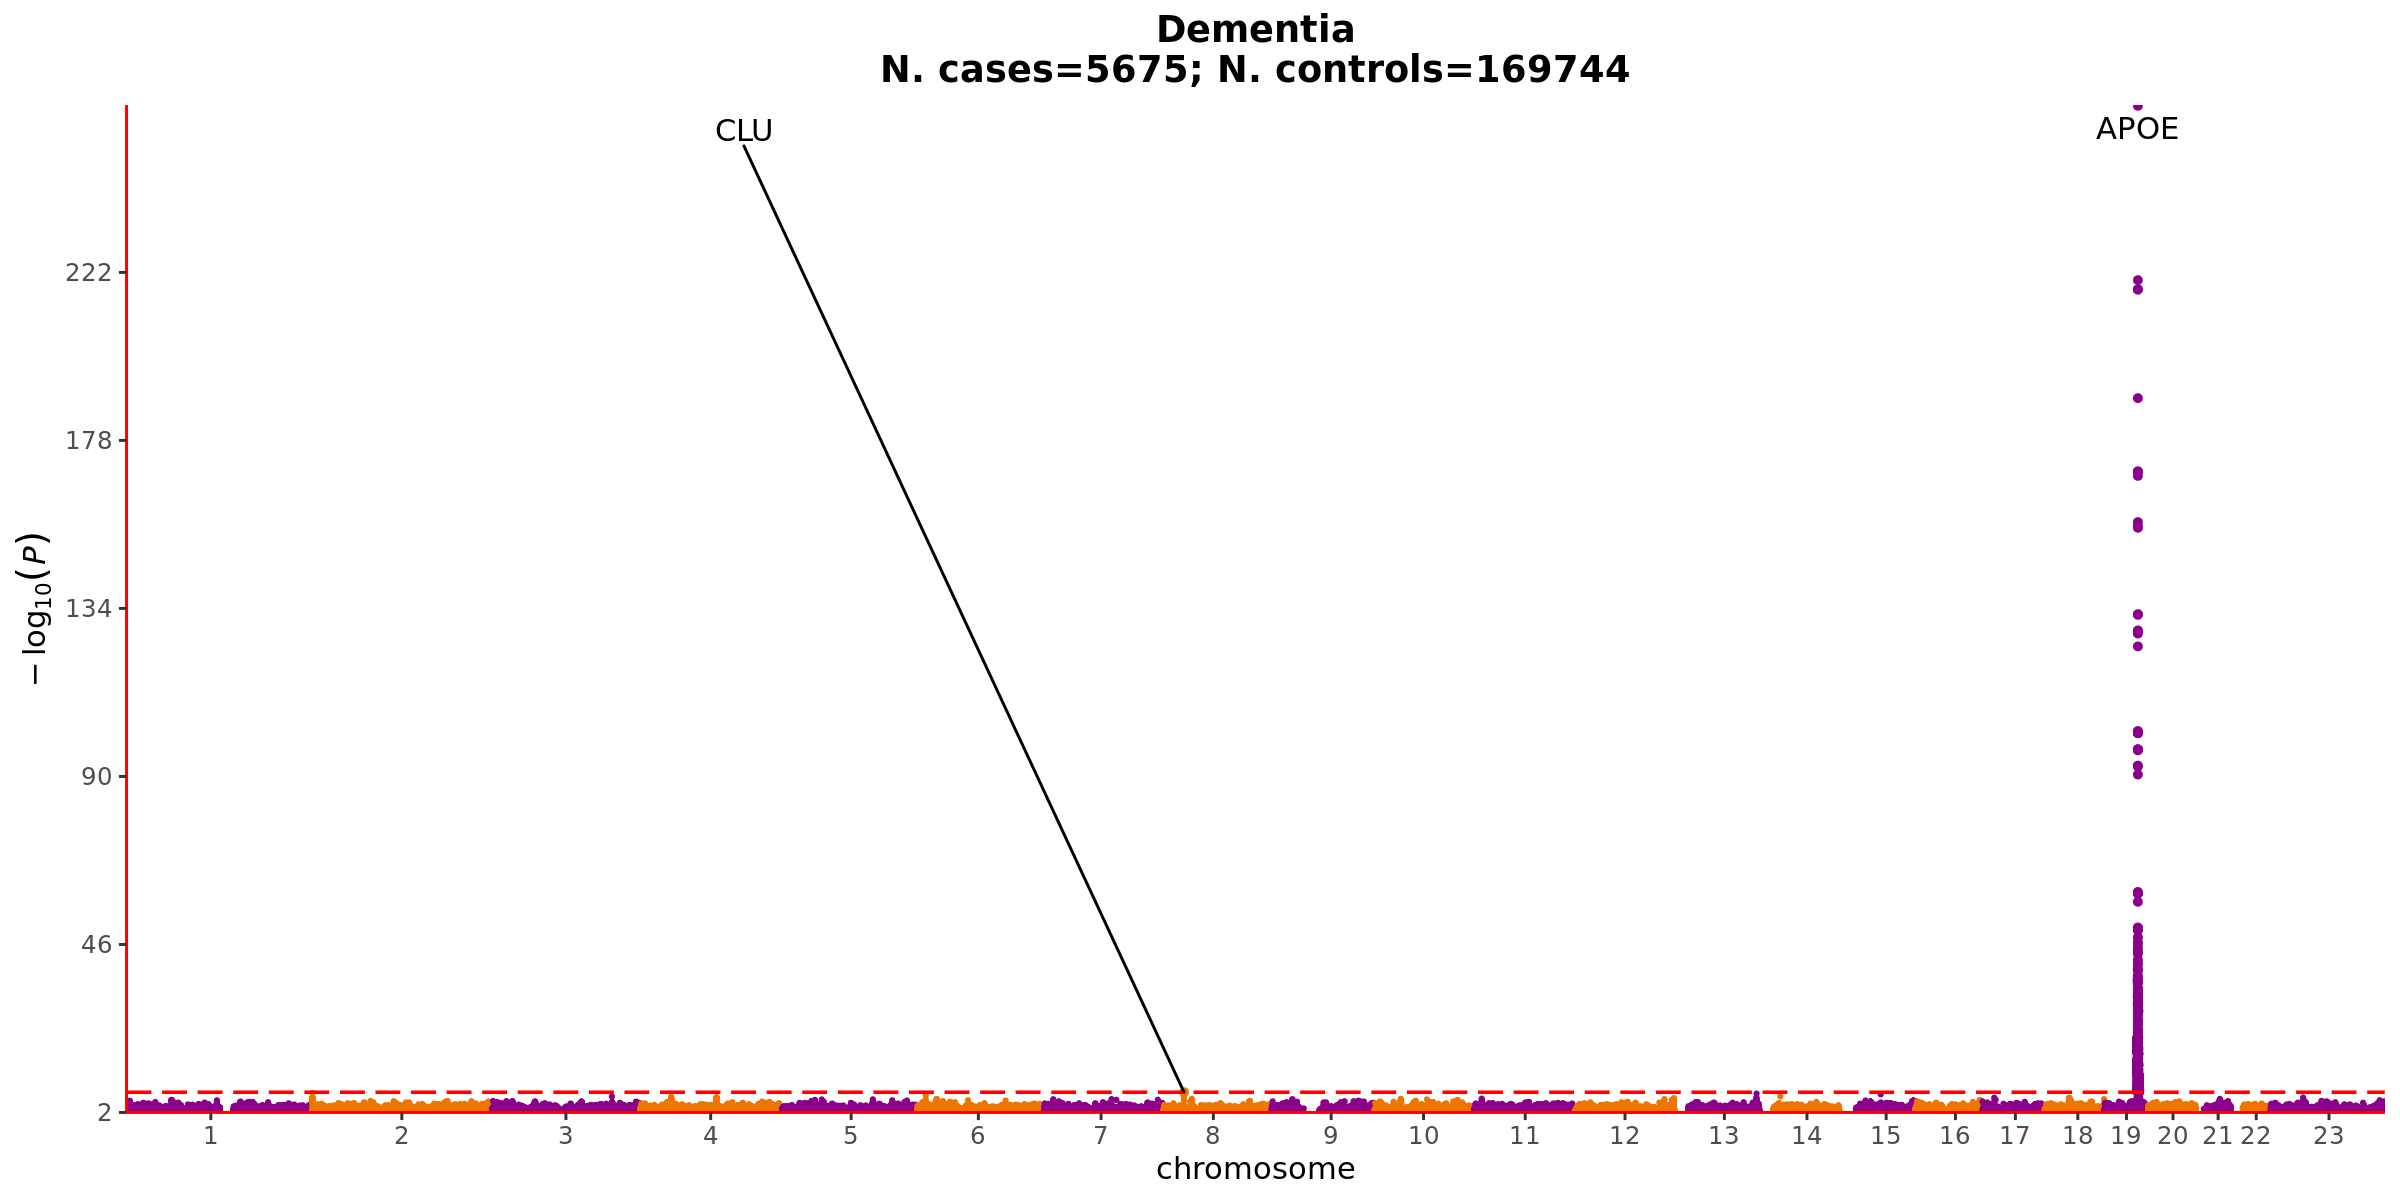 Dementia
N. cases=5675; N. controls=169744
CLU
APOE
222
178
134
90
46
2
− log₁₀(P)
1 2 3 4 5 6 7 8 9 10 11 12 13 14 15 16 17 18 19 20 21 22 23
chromosome